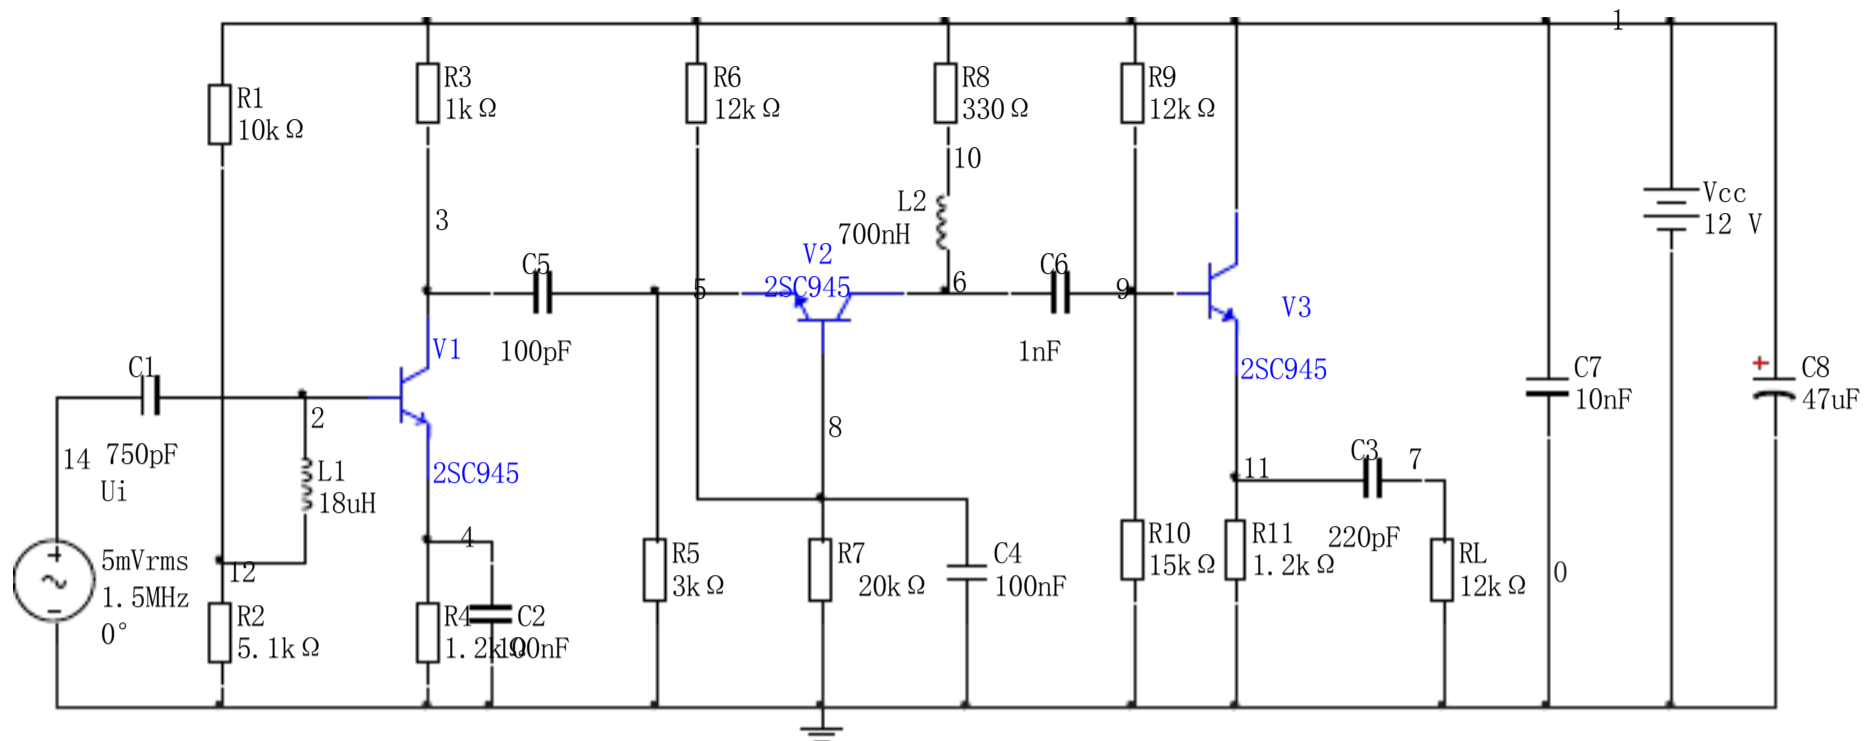 1
R1
10kΩ
R3
1kΩ
R6
12kΩ
R8
330Ω
R9
12kΩ
10
3
L2
700nH
Vcc
12 V
V2
2SC945
C5
5
6
C6
9
V3
100pF
1nF
V1
2SC945
C1
C7
10nF
+
C8
47uF
2
8
14
750pF
Ui
L1
18uH
2SC945
11
C3
7
4
220pF
R10
15kΩ
R11
1.2kΩ
+
~
−
5mVrms
1.5MHz
0°
12
R5
3kΩ
R7
20kΩ
C4
100nF
RL
12kΩ
0
R2
5.1kΩ
R4
1.2kΩ
C2
100nF